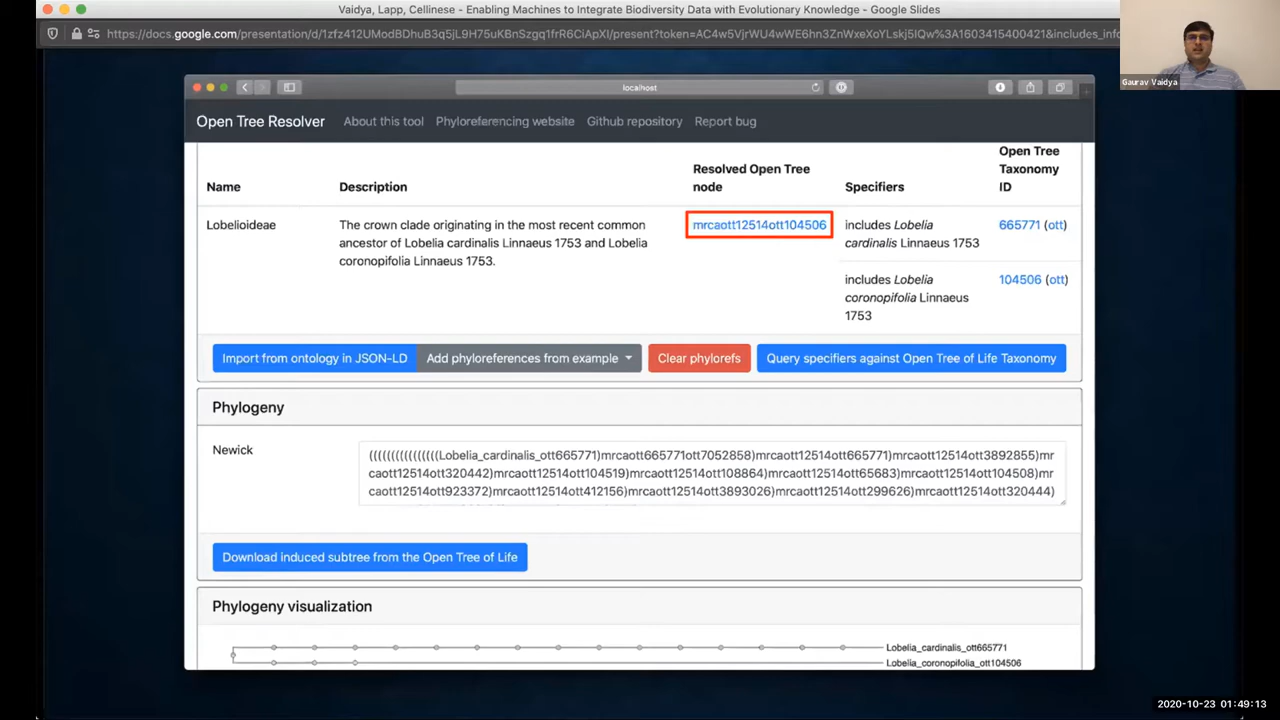 Vaidya, Lapp, Cellinese - Enabling Machines to Integrate Biodiversity Data with Evolutionary Knowledge - Google Slides
Gaurav Vaidya
localhost
Open Tree Resolver About this tool Phyloreferencing website Github repository Report bug
Name Description Resolved Open Tree node Specifiers Open Tree Taxonomy ID
Lobelioideae
The crown clade originating in the most recent common
ancestor of Lobelia cardinalis Linnaeus 1753 and Lobelia
coronopifolia Linnaeus 1753.
mrcaott12514ott104506
includes Lobelia
cardinalis Linnaeus 1753
665771 (ott)
includes Lobelia
coronopifolia Linnaeus
1753
104506 (ott)
Import from ontology in JSON-LD Add phyloreferences from example Clear phylorefs Query specifiers against Open Tree of Life Taxonomy
Phylogeny
Newick
((((((((((((((((Lobelia_cardinalis_ott665771)mrcaott665771ott7052858)mrcaott12514ott665771)mrcaott12514ott3892855)mr
caott12514ott320442)mrcaott12514ott104519)mrcaott12514ott108864)mrcaott12514ott65683)mrcaott12514ott104508)mr
caott12514ott923372)mrcaott12514ott412156)mrcaott12514ott3893026)mrcaott12514ott299626)mrcaott12514ott320444)
Download induced subtree from the Open Tree of Life
Phylogeny visualization
Lobelia_cardinalis_ott665771
Lobelia_coronopifolia_ott104506
2020-10-23 01:49:13